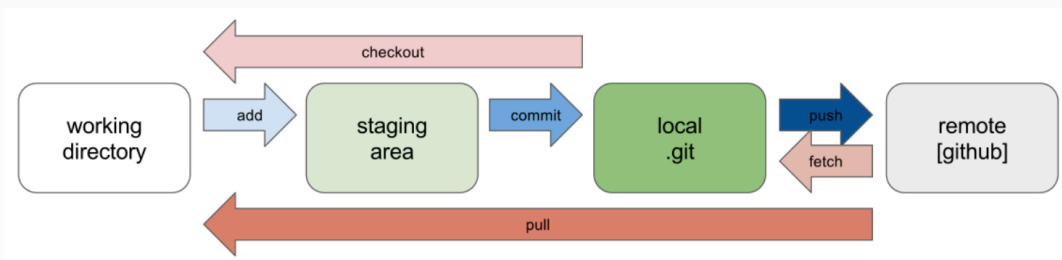 checkout
working
directory
add
staging
area
commit
local
.git
push
fetch
remote
[github]
pull